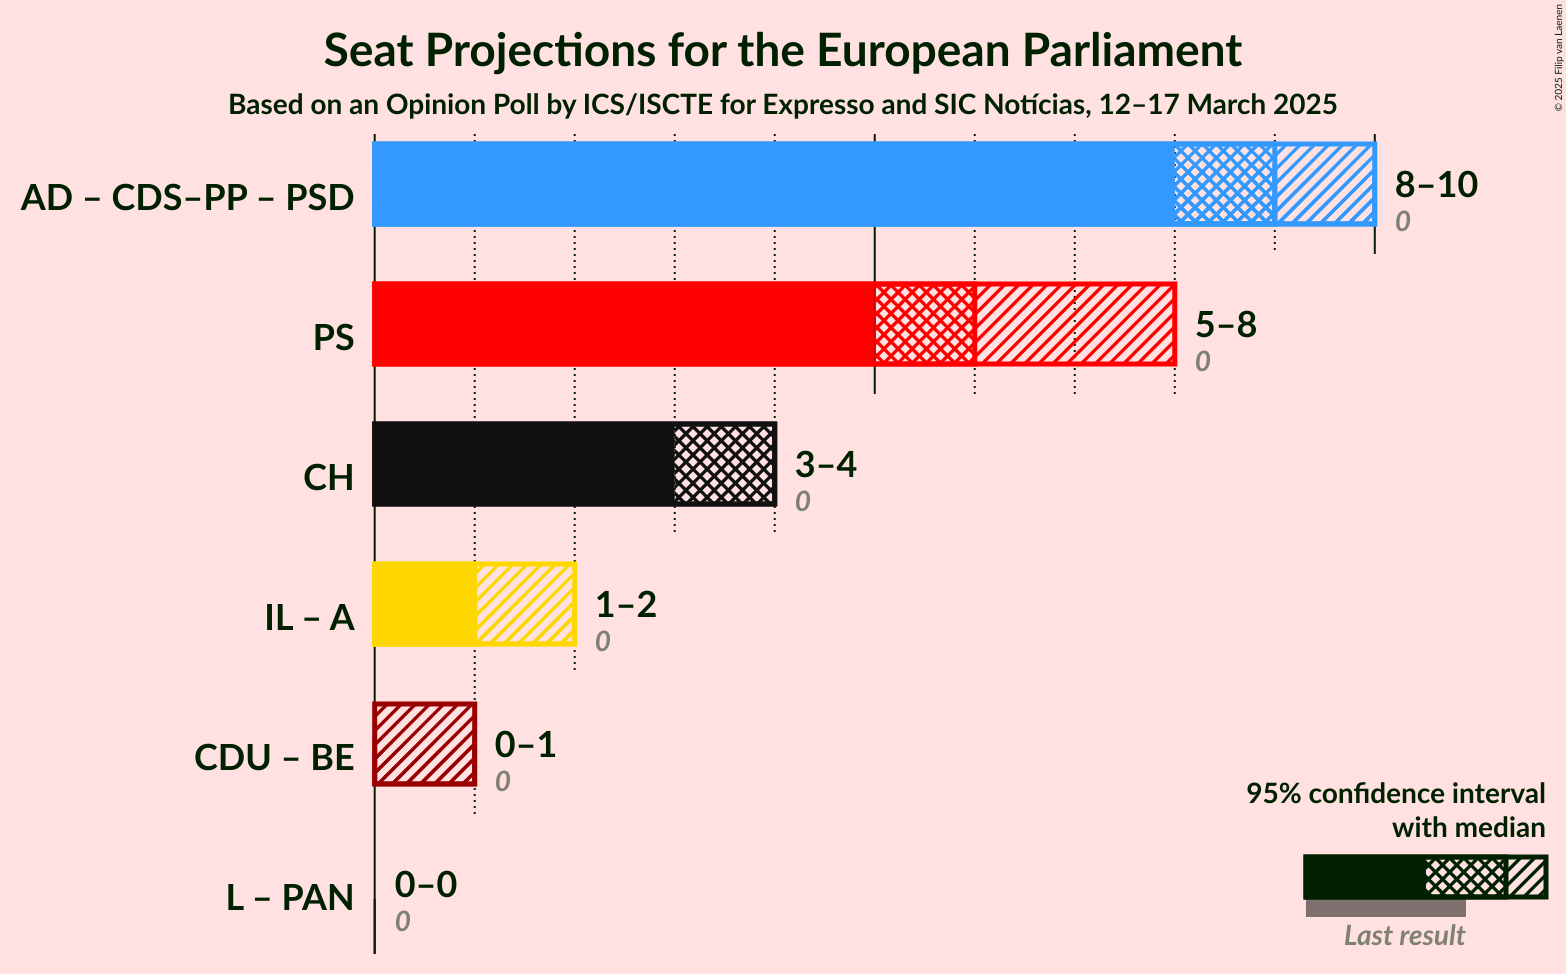 Seat Projections for the European Parliament
Based on an Opinion Poll by ICS/ISCTE for Expresso and SIC Notícias, 12–17 March 2025
© 2025 Filip van Laenen
AD – CDS–PP – PSD
8–10
0
PS
5–8
0
CH
3–4
0
IL – A
1–2
0
CDU – BE
0–1
0
L – PAN
0–0
0
95% confidence interval
with median
Last result